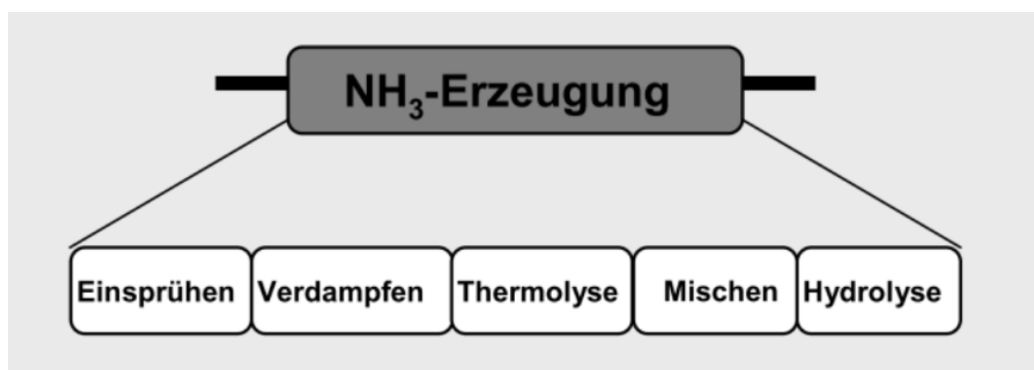 NH₃-Erzeugung
Einsprühen Verdampfen Thermolyse Mischen Hydrolyse